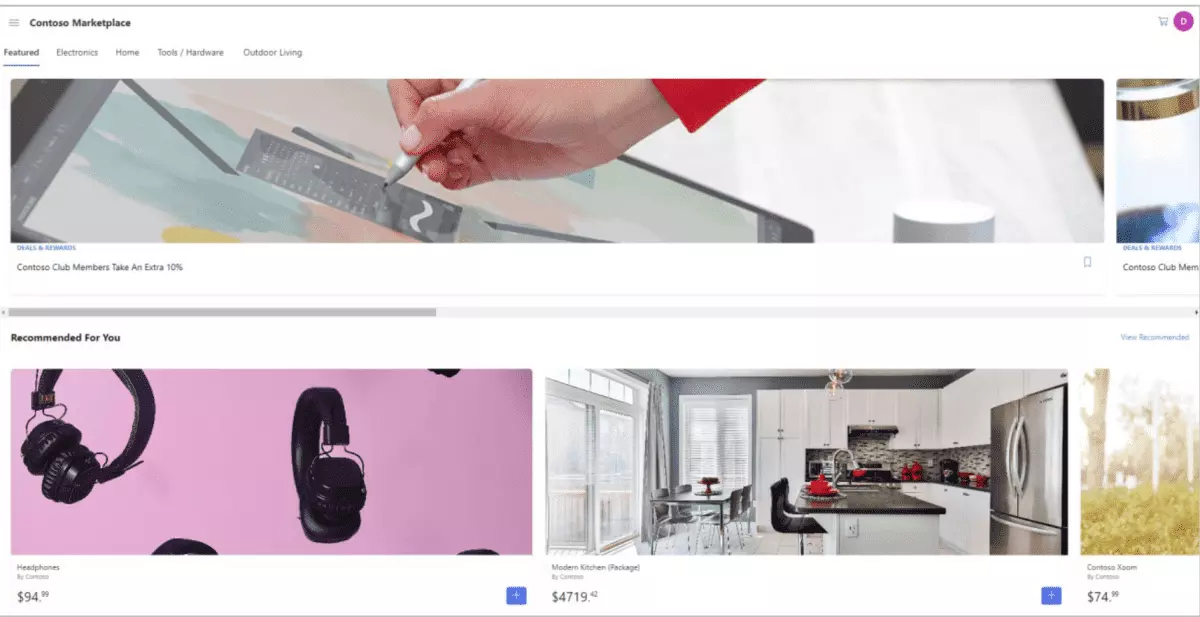 Contoso Marketplace
D
Featured Electronics Home Tools / Hardware Outdoor Living
DEALS & REWARDS
DEALS & REWARDS
Contoso Club Members Take An Extra 10%
Contoso Club Mem
Recommended For You
View Recommended
Headphones
By Contoso
$94.99
+
Modern Kitchen (Package)
By Contoso
$4719.42
+
Contoso Xoom
By Contoso
$74.99